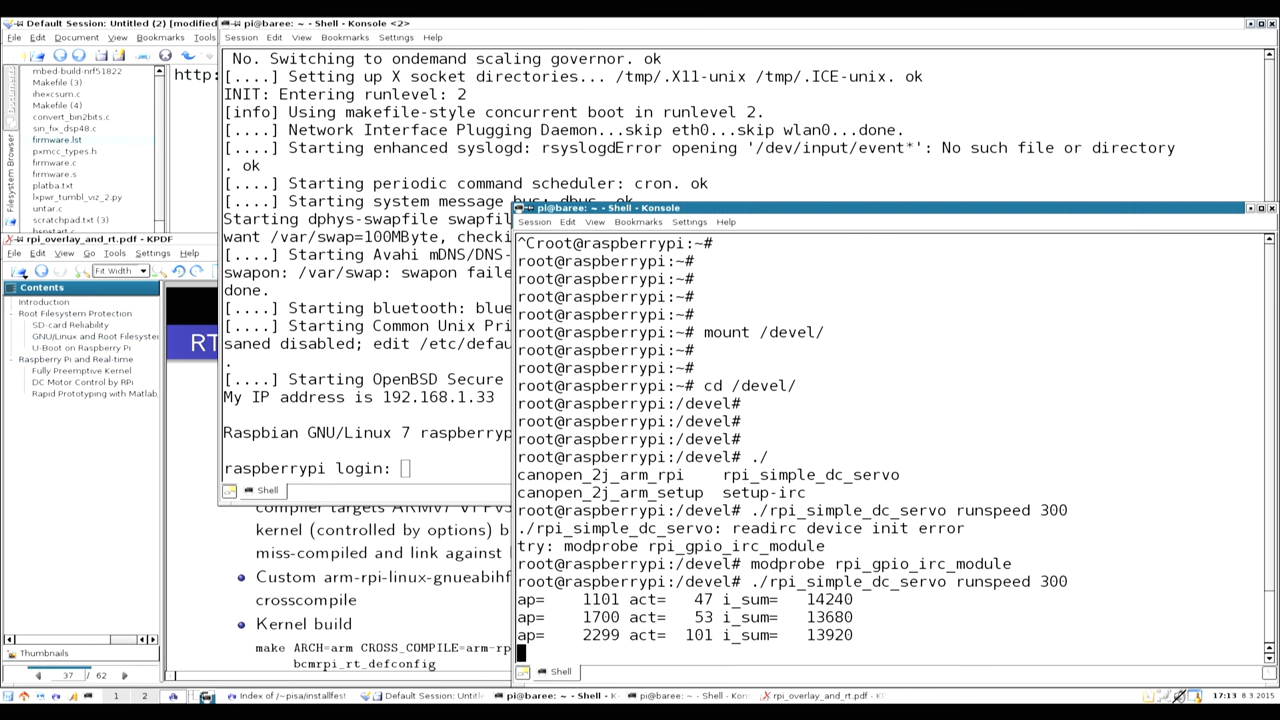 Default Session: Untitled (2) [modified
File Edit Document View Bookmarks Tools
mbed-build-nrf51822
Makefile (3)
ihexcsum.c
Makefile (4)
convert_bin2bits.c
sin_fix_dsp48.c
firmware.lst
pxmcc_types.h
firmware.c
firmware.s
platba.txt
lxpwr_tumbl_viz_2.py
untar.c
scratchpad.txt (3)
Filesystem Browser
http:
rpi_overlay_and_rt.pdf - KPDF
File Edit View Go Tools Settings Help
Fit Width
Contents
Introduction
Root Filesystem Protection
SD-card Reliability
GNU/Linux and Root Filesyster
U-Boot on Raspberry Pi
Raspberry Pi and Real-time
Fully Preemptive Kernel
DC Motor Control by RPi
Rapid Prototyping with Matlab
Thumbnails
37 / 62
RT
compiler targets ARMv7 VFPv3
kernel (controlled by options) b
miss-compiled and link against l
Custom arm-rpi-linux-gnueabihf
crosscompile
Kernel build
make ARCH=arm CROSS_COMPILE=arm-rp
bcmrpi_rt_defconfig
pi@baree: ~ - Shell - Konsole <2>
Session Edit View Bookmarks Settings Help
No. Switching to ondemand scaling governor. ok
[....] Setting up X socket directories... /tmp/.X11-unix /tmp/.ICE-unix. ok
INIT: Entering runlevel: 2
[info] Using makefile-style concurrent boot in runlevel 2.
[....] Network Interface Plugging Daemon...skip eth0...skip wlan0...done.
[....] Starting enhanced syslogd: rsyslogdError opening '/dev/input/event*': No such file or directory
. ok
[....] Starting periodic command scheduler: cron. ok
[....] Starting system message bus: dbus. ok
Starting dphys-swapfile swapfil
want /var/swap=100MByte, checki
[....] Starting Avahi mDNS/DNS-
swapon: /var/swap: swapon faile
done.
[....] Starting bluetooth: blue
[....] Starting Common Unix Pri
saned disabled; edit /etc/defau
.
[....] Starting OpenBSD Secure
My IP address is 192.168.1.33
Raspbian GNU/Linux 7 raspberryp
raspberrypi login:
Shell
pi@baree: ~ - Shell - Konsole
Session Edit View Bookmarks Settings Help
^Croot@raspberrypi:~#
root@raspberrypi:~#
root@raspberrypi:~#
root@raspberrypi:~#
root@raspberrypi:~#
root@raspberrypi:~# mount /devel/
root@raspberrypi:~#
root@raspberrypi:~#
root@raspberrypi:~# cd /devel/
root@raspberrypi:/devel#
root@raspberrypi:/devel#
root@raspberrypi:/devel#
root@raspberrypi:/devel# ./
canopen_2j_arm_rpi rpi_simple_dc_servo
canopen_2j_arm_setup setup-irc
root@raspberrypi:/devel# ./rpi_simple_dc_servo runspeed 300
./rpi_simple_dc_servo: readirc device init error
try: modprobe rpi_gpio_irc_module
root@raspberrypi:/devel# modprobe rpi_gpio_irc_module
root@raspberrypi:/devel# ./rpi_simple_dc_servo runspeed 300
ap= 1101 act= 47 i_sum= 14240
ap= 1700 act= 53 i_sum= 13680
ap= 2299 act= 101 i_sum= 13920
Shell
1 2 Index of /~pisa/installfest Default Session: Untitl pi@baree: ~ - Shell - K pi@baree: ~ - Shell - Kon rpi_overlay_and_rt.pdf - K 17:13 8.3.2015